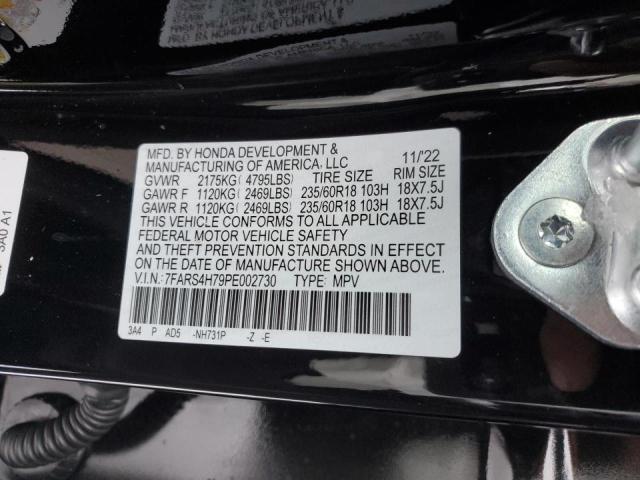 MFD. BY HONDA DEVELOPMENT &
MANUFACTURING OF AMERICA, LLC 11/'22
GVWR 2175KG( 4795LBS) TIRE SIZE RIM SIZE
GAWR F 1120KG( 2469LBS) 235/60R18 103H 18X7.5J
GAWR R 1120KG( 2469LBS) 235/60R18 103H 18X7.5J
THIS VEHICLE CONFORMS TO ALL APPLICABLE
FEDERAL MOTOR VEHICLE SAFETY
AND THEFT PREVENTION STANDARDS IN EFFECT
ON THE DATE OF MANUFACTURE SHOWN ABOVE.
V.I.N.:7FARS4H79PE002730 TYPE: MPV
3A4 P AD5 -NH731P -Z -E
3A0 A1